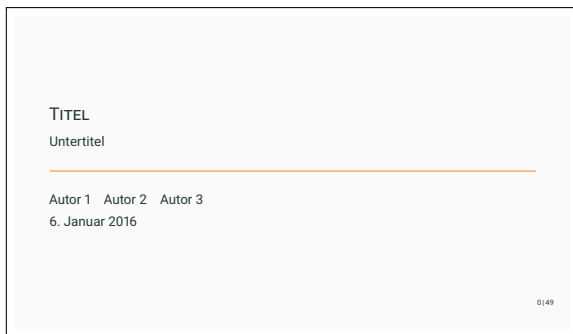 Titel
Untertitel
Autor 1 Autor 2 Autor 3
6. Januar 2016
0|49